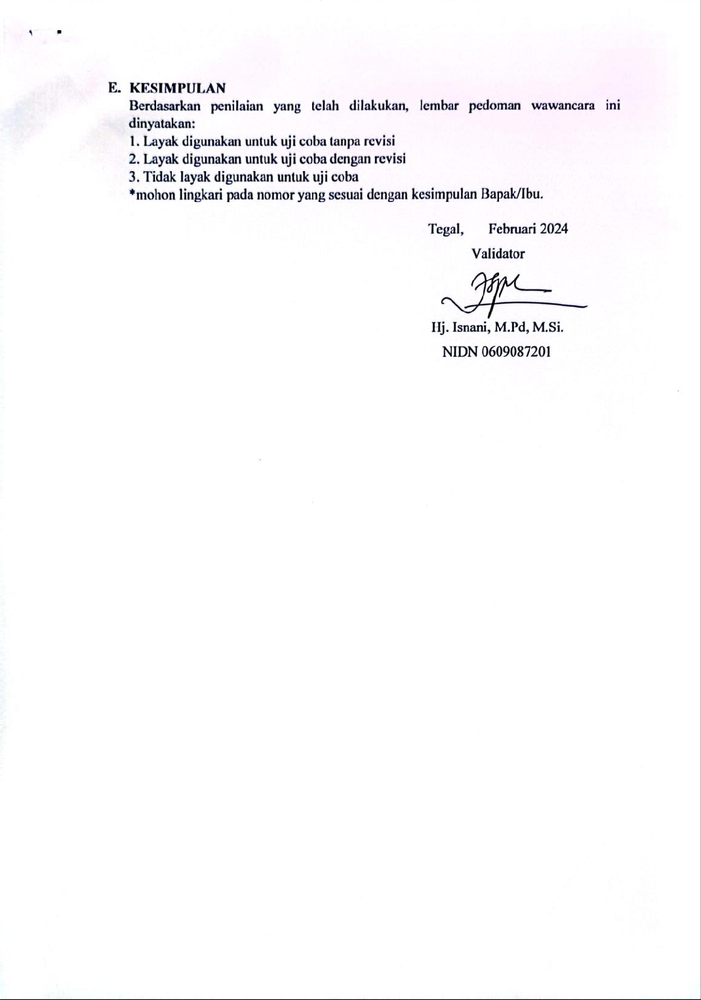 E. KESIMPULAN
Berdasarkan penilaian yang telah dilakukan, lembar pedoman wawancara ini
dinyatakan:
1. Layak digunakan untuk uji coba tanpa revisi
2. Layak digunakan untuk uji coba dengan revisi
3. Tidak layak digunakan untuk uji coba
*mohon lingkari pada nomor yang sesuai dengan kesimpulan Bapak/Ibu.
Tegal, Februari 2024
Validator
Hj. Isnani, M.Pd, M.Si.
NIDN 0609087201